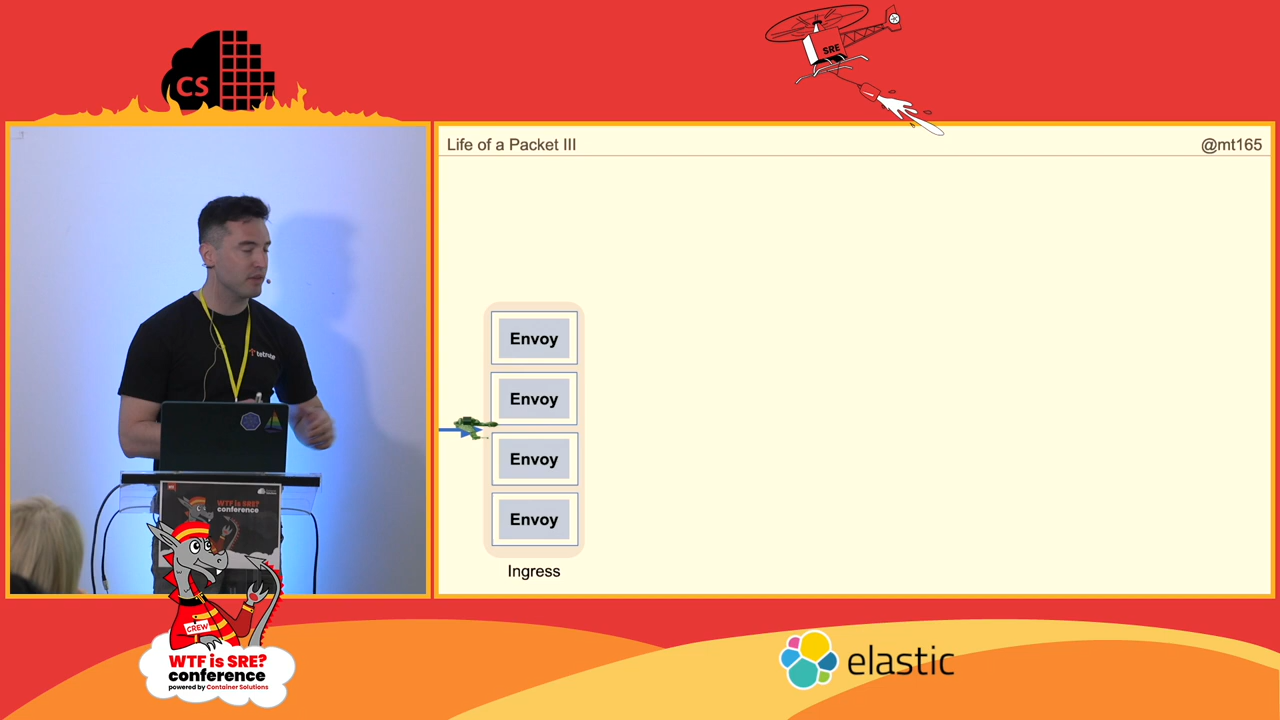 CS
SRE
Life of a Packet III
@mt165
Envoy
Envoy
Envoy
Envoy
Ingress
tetrate
WTF is SRE?
conference
CREW
WTF is SRE?
conference
powered by Container Solutions
elastic